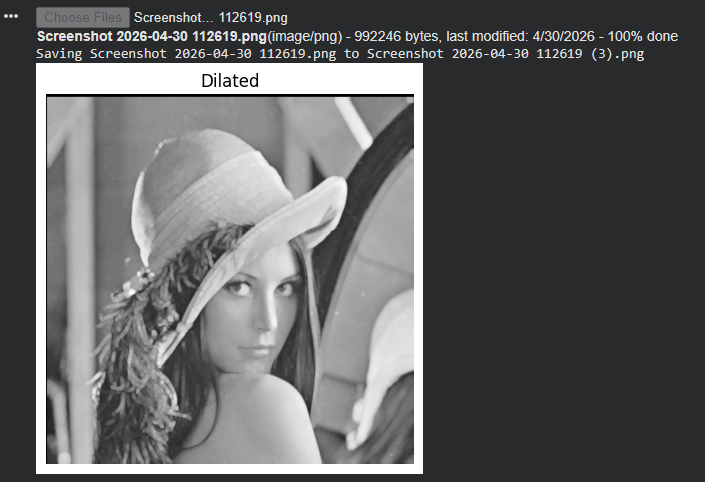 ••• Choose Files Screenshot... 112619.png
Screenshot 2026-04-30 112619.png(image/png) - 992246 bytes, last modified: 4/30/2026 - 100% done
Saving Screenshot 2026-04-30 112619.png to Screenshot 2026-04-30 112619 (3).png
Dilated